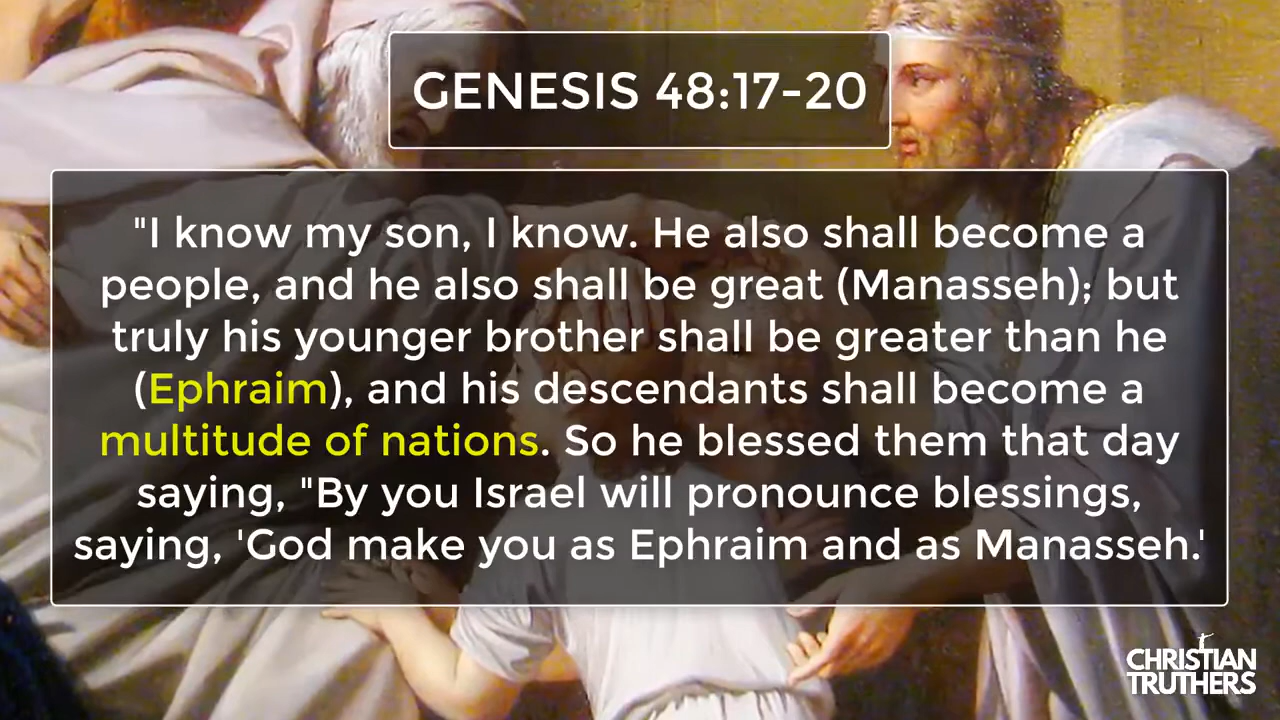 GENESIS 48:17-20
"I know my son, I know. He also shall become a
people, and he also shall be great (Manasseh); but
truly his younger brother shall be greater than he
(Ephraim), and his descendants shall become a
multitude of nations. So he blessed them that day
saying, "By you Israel will pronounce blessings,
saying, 'God make you as Ephraim and as Manasseh.'
CHRISTIAN
TRUTHERS